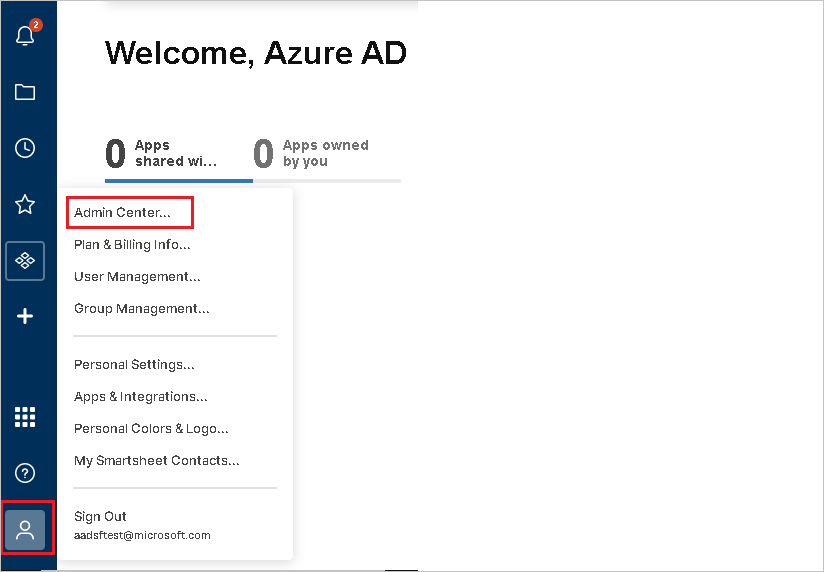 2
Welcome, Azure AD
0 Apps shared wi...
0 Apps owned by you
Admin Center...
Plan & Billing Info...
User Management...
Group Management...
Personal Settings...
Apps & Integrations...
Personal Colors & Logo...
My Smartsheet Contacts...
Sign Out
aadsftest@microsoft.com